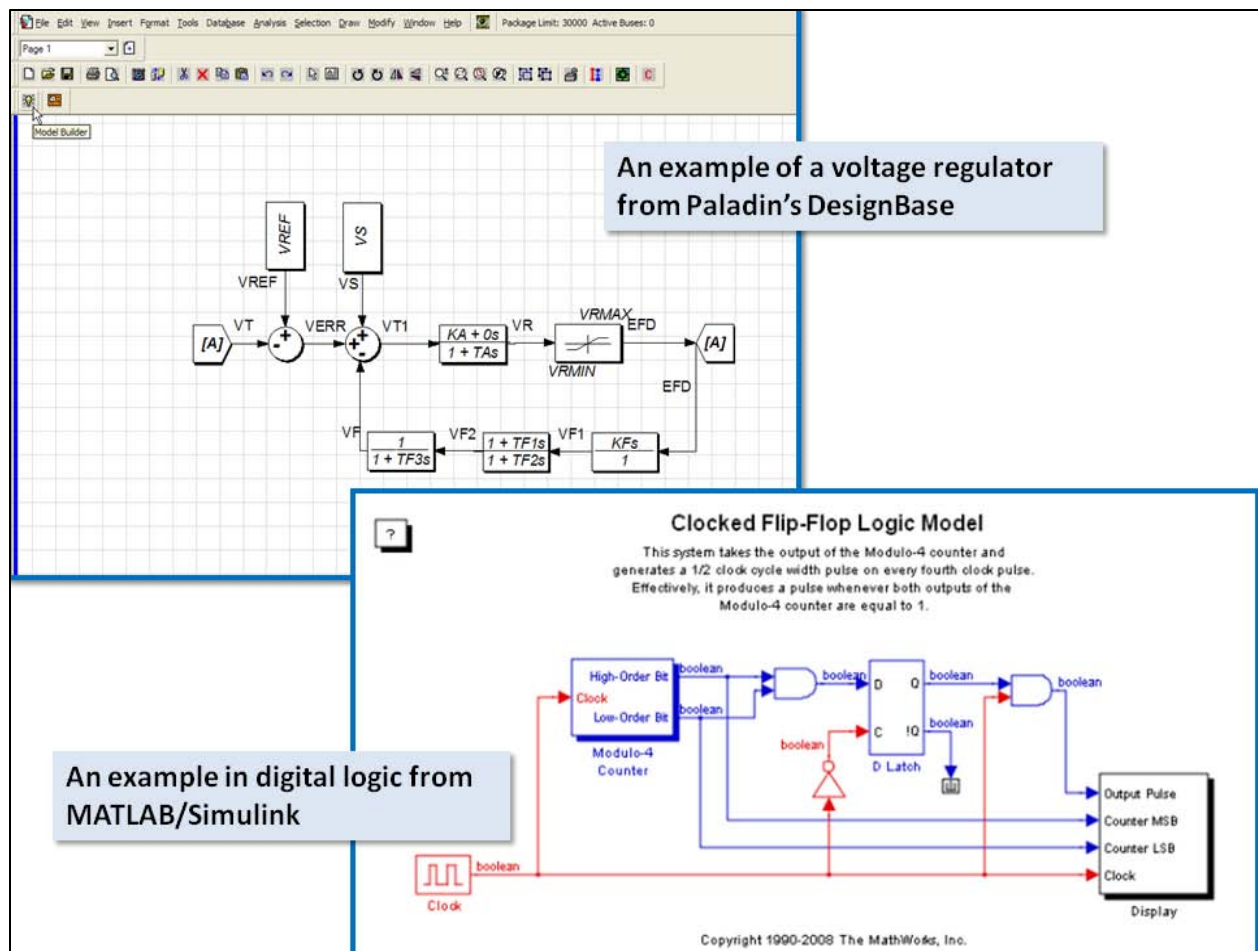 File Edit View Insert Format Tools Database Analysis Selection Draw Modify Window Help Package Limit: 30000 Active Buses: 0
Page 1
C
Model Builder
An example of a voltage regulator
from Paladin's DesignBase
VREF
VS
VREF
VS
VRMAX
VT
VERR
VT1
VR
EFD
[A]
+
-
+
+
-
KA + 0s
1 + TAs
[A]
VRMIN
EFD
VF
VF2
VF1
1
1 + TF3s
1 + TF1s
1 + TF2s
KFs
1
?
Clocked Flip-Flop Logic Model
This system takes the output of the Modulo-4 counter and
generates a 1/2 clock cycle width pulse on every fourth clock pulse.
Effectively, it produces a pulse whenever both outputs of the
Modulo-4 counter are equal to 1.
High-Order Bit
boolean
boolean
D
Q
boolean
boolean
Clock
Low-Order Bit
boolean
boolean
C
!Q
boolean
Modulo-4
Counter
D Latch
An example in digital logic from
MATLAB/Simulink
Output Pulse
Counter MSB
Counter LSB
Clock
boolean
Clock
Display
Copyright 1990-2008 The MathWorks, Inc.